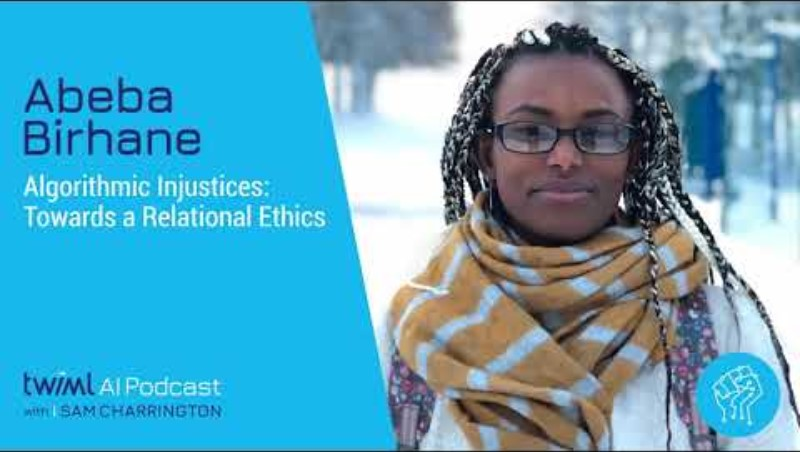 Abeba
Birhane
Algorithmic Injustices:
Towards a Relational Ethics
twiml AI Podcast
with | SAM CHARRINGTON